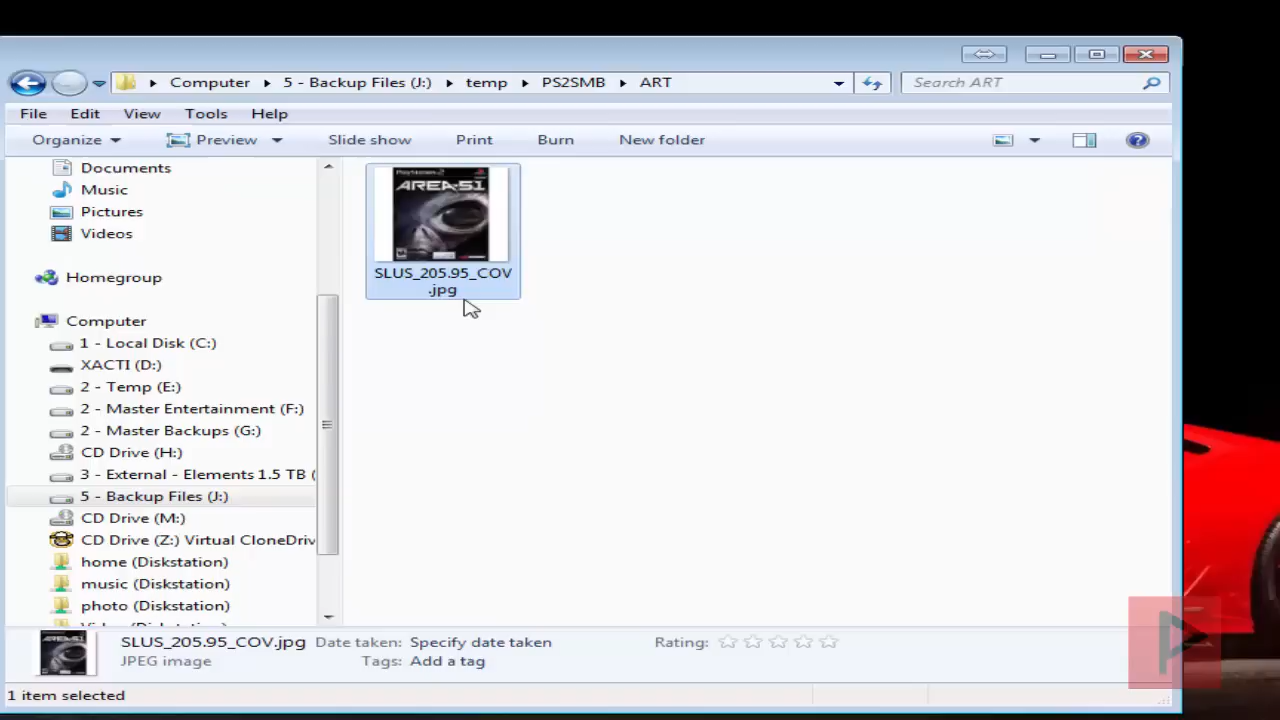 Computer 5 - Backup Files (J:) temp PS2SMB ART
Search ART
File Edit View Tools Help
Organize Preview Slide show Print Burn New folder
Documents
Music
Pictures
Videos
Homegroup
Computer
1 - Local Disk (C:)
XACTI (D:)
2 - Temp (E:)
2 - Master Entertainment (F:)
2 - Master Backups (G:)
CD Drive (H:)
3 - External - Elements 1.5 TB (
5 - Backup Files (J:)
CD Drive (M:)
CD Drive (Z:) Virtual CloneDriv
home (Diskstation)
music (Diskstation)
photo (Diskstation)
PlayStation 2
AREA-51
SLUS_205.95_COV
.jpg
SLUS_205.95_COV.jpg Date taken: Specify date taken Rating:
JPEG image Tags: Add a tag
1 item selected